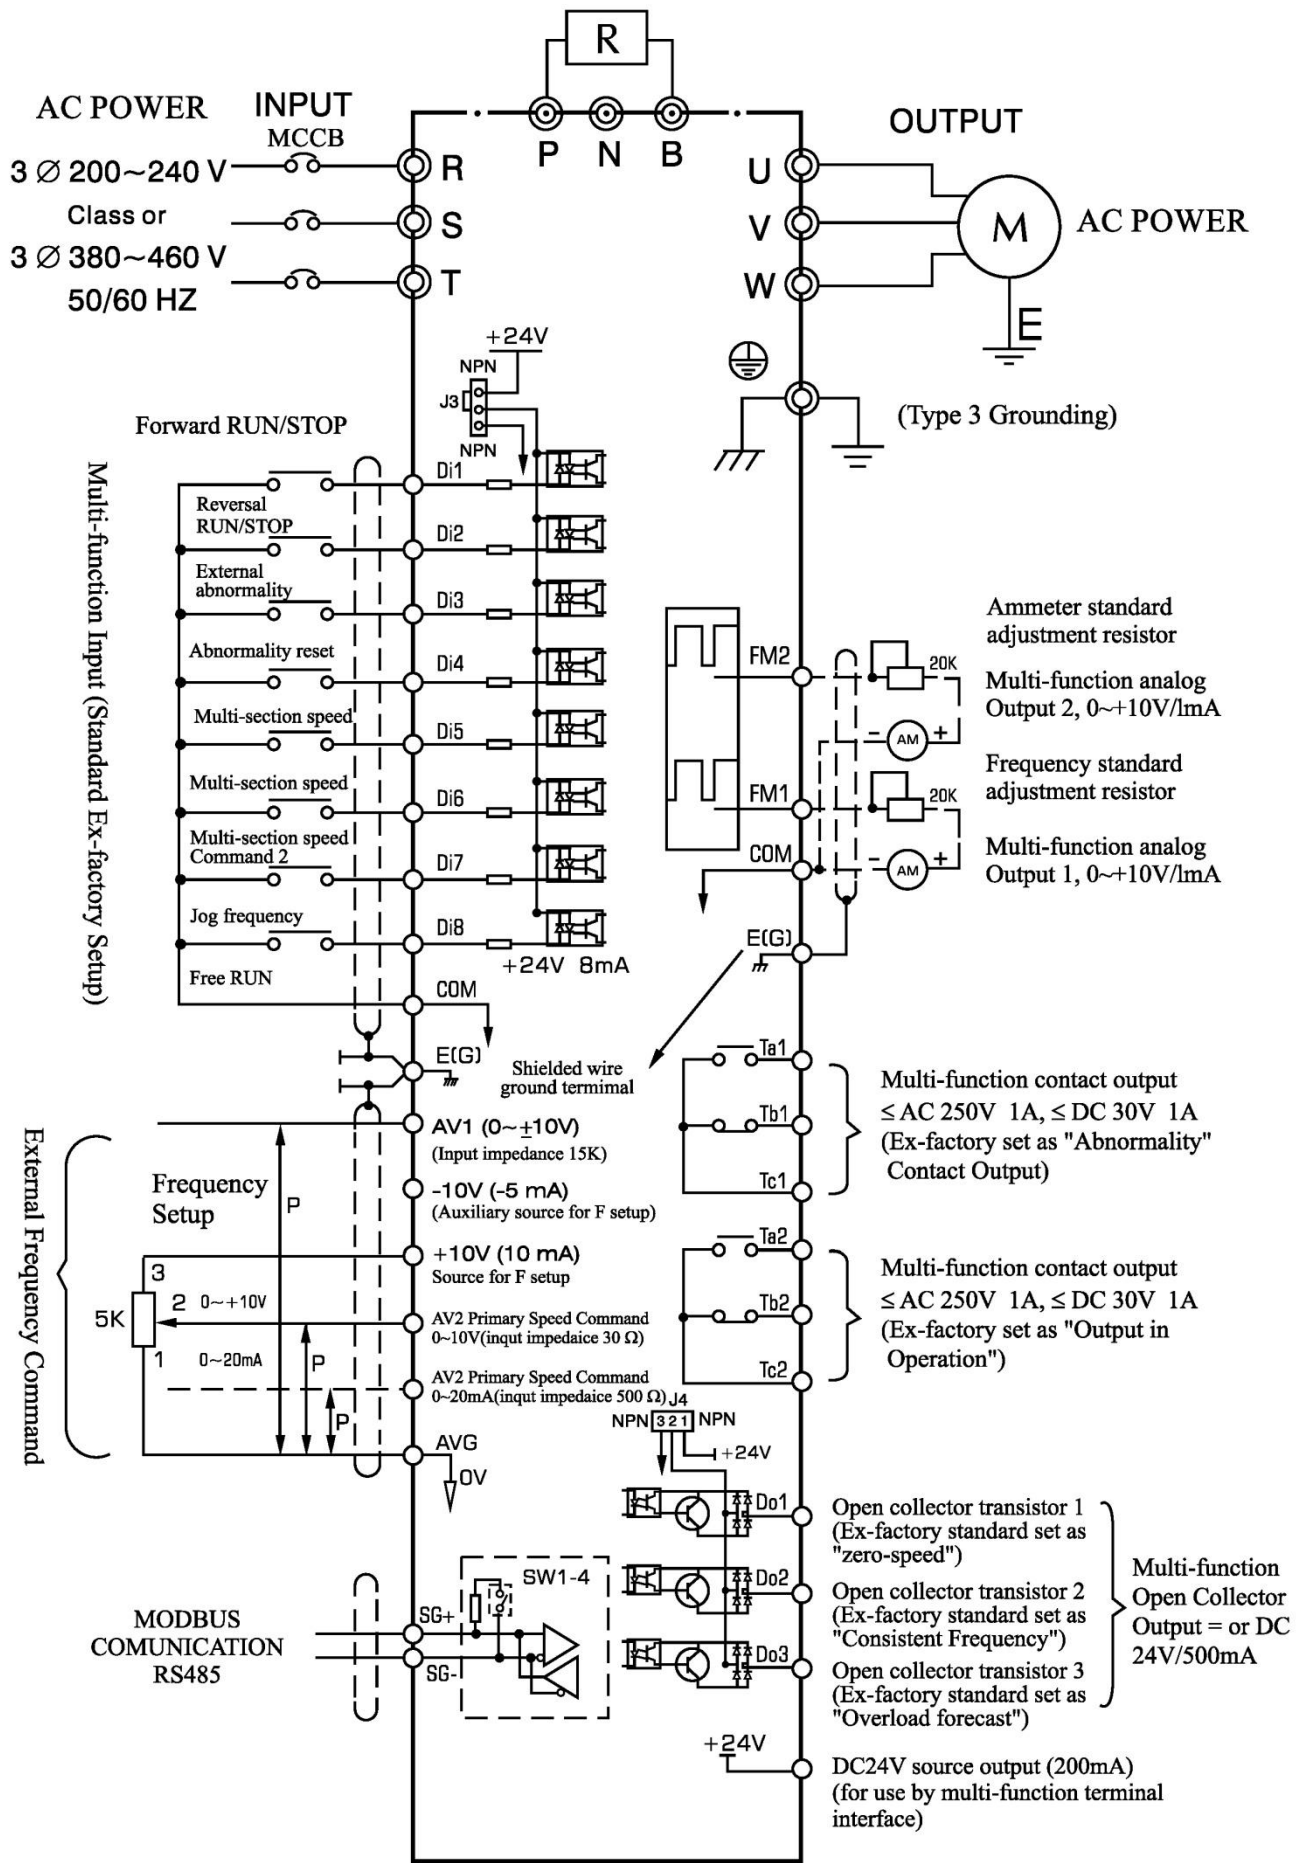 R
AC POWER
INPUT
MCCB
OUTPUT
P
N
B
3 Ø 200~240 V
R
U
Class or
S
V
M
AC POWER
3 Ø 380~460 V
T
W
50/60 HZ
E
+24V
NPN
J3
NPN
(Type 3 Grounding)
Multi-function Input (Standard Ex-factory Setup)
Forward RUN/STOP
Di1
Reversal
RUN/STOP
Di2
External
abnormality
Di3
Abnormality reset
Di4
Multi-section speed
Di5
Multi-section speed
Di6
Multi-section speed
Command 2
Di7
Jog frequency
Di8
Free RUN
+24V 8mA
COM
E(G)
Shielded wire
ground termimal
FM2
20K
AM
-
+
FM1
20K
COM
AM
-
+
E(G)
Ammeter standard
adjustment resistor
Multi-function analog
Output 2, 0~+10V/lmA
Frequency standard
adjustment resistor
Multi-function analog
Output 1, 0~+10V/lmA
Ta1
Tb1
Tc1
Multi-function contact output
≤ AC 250V 1A, ≤ DC 30V 1A
(Ex-factory set as "Abnormality"
Contact Output)
Ta2
Tb2
Tc2
Multi-function contact output
≤ AC 250V 1A, ≤ DC 30V 1A
(Ex-factory set as "Output in
Operation")
External Frequency Command
Frequency
Setup
P
AV1 (0~±10V)
(Input impedance 15K)
-10V (-5 mA)
(Auxiliary source for F setup)
+10V (10 mA)
Source for F setup
3
5K
2
0~+10V
P
AV2 Primary Speed Command
0~10V(inqut impedaice 30 Ω)
1
0~20mA
P
AV2 Primary Speed Command
0~20mA(inqut impedaice 500 Ω)
AVG
0V
J4
NPN
3 2 1
NPN
+24V
Do1
Do2
Do3
Open collector transistor 1
(Ex-factory standard set as
"zero-speed")
Open collector transistor 2
(Ex-factory standard set as
"Consistent Frequency")
Open collector transistor 3
(Ex-factory standard set as
"Overload forecast")
Multi-function
Open Collector
Output = or DC
24V/500mA
MODBUS
COMUNICATION
RS485
SG+
SG-
SW1-4
+24V
DC24V source output (200mA)
(for use by multi-function terminal
interface)